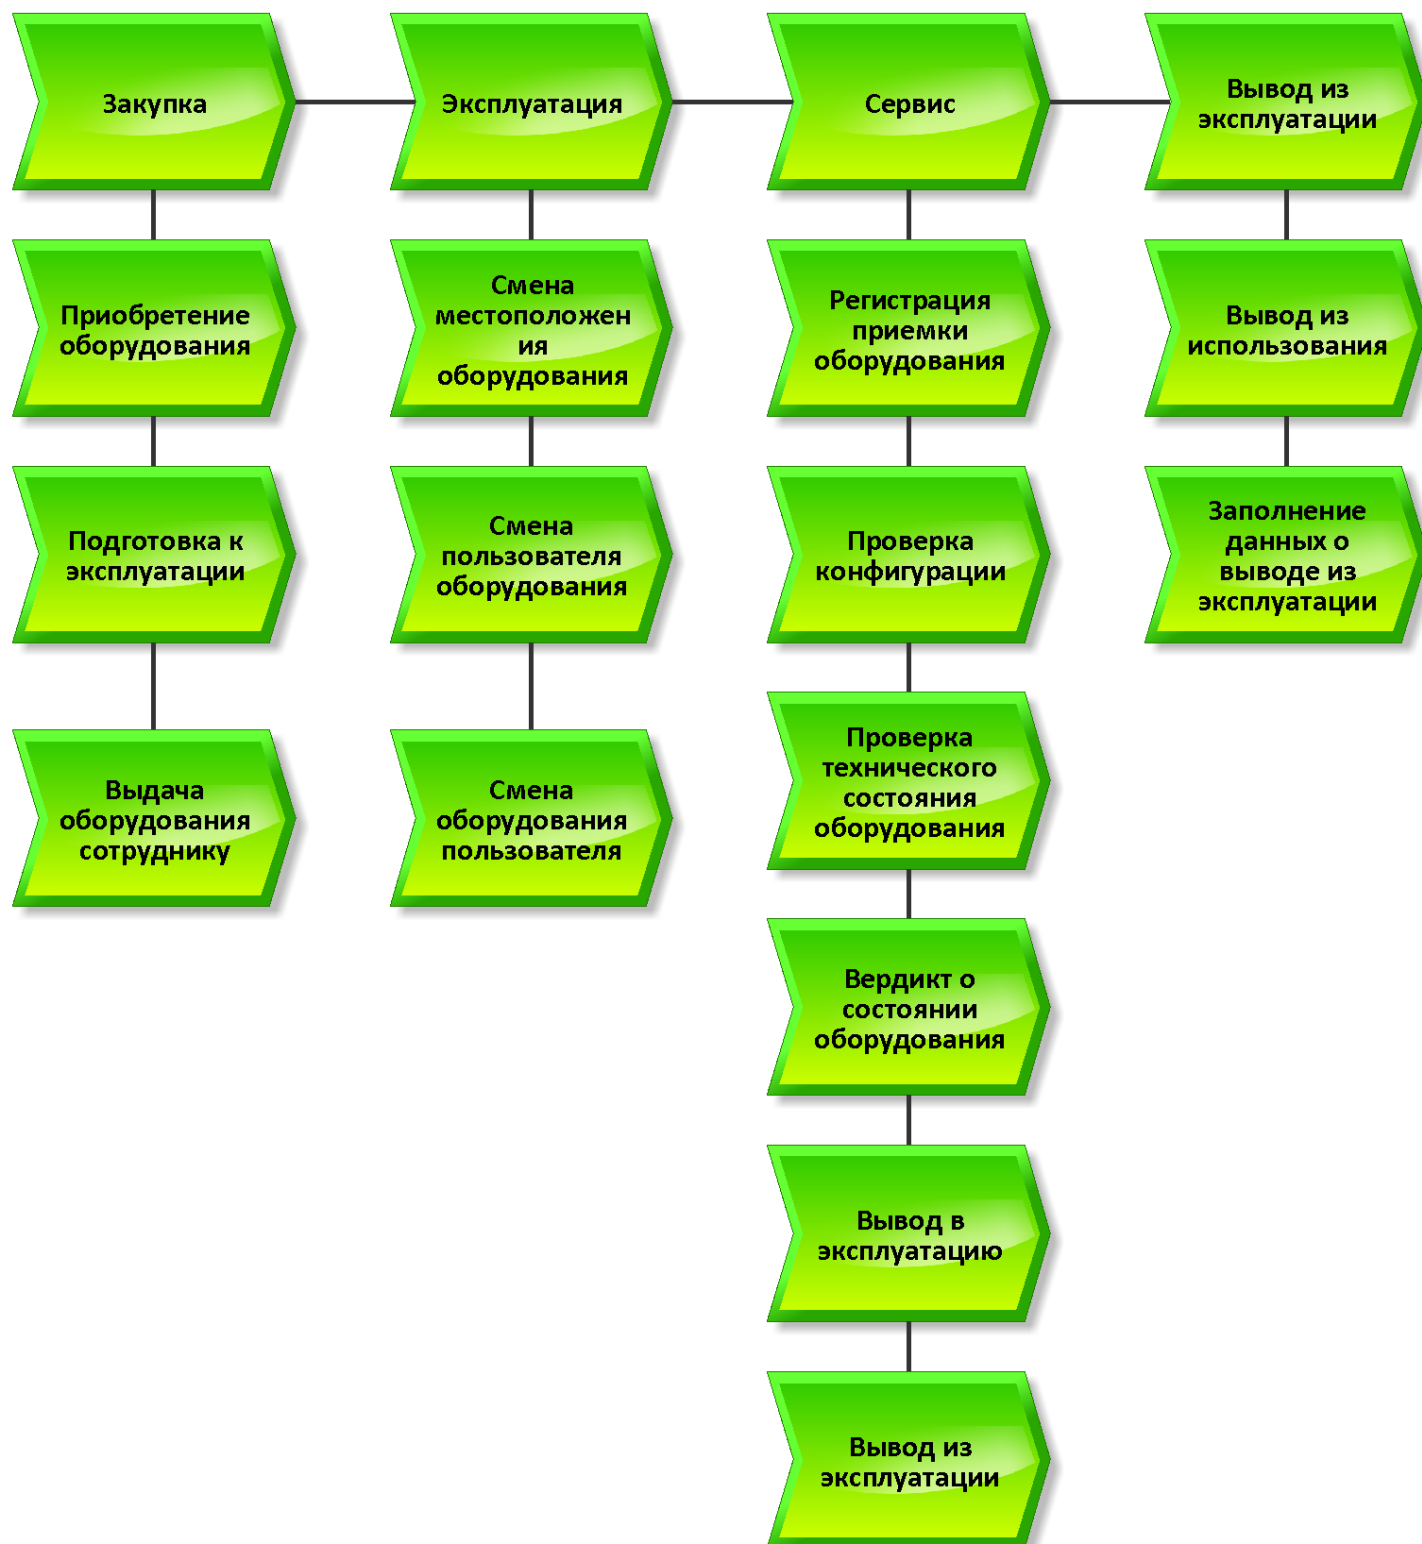 Закупка
Эксплуатация
Сервис
Вывод из
эксплуатации
Приобретение
оборудования
Смена
местоположен
ия
оборудования
Регистрация
приемки
оборудования
Вывод из
использования
Подготовка к
эксплуатации
Смена
пользователя
оборудования
Проверка
конфигурации
Заполнение
данных о
выводе из
эксплуатации
Выдача
оборудования
сотруднику
Смена
оборудования
пользователя
Проверка
технического
состояния
оборудования
Вердикт о
состоянии
оборудования
Вывод в
эксплуатацию
Вывод из
эксплуатации